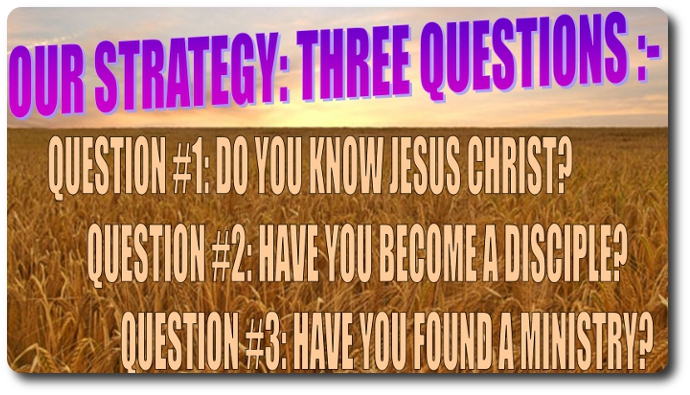 OUR STRATEGY: THREE QUESTIONS :-
QUESTION #1: DO YOU KNOW JESUS CHRIST?
QUESTION #2: HAVE YOU BECOME A DISCIPLE?
QUESTION #3: HAVE YOU FOUND A MINISTRY?